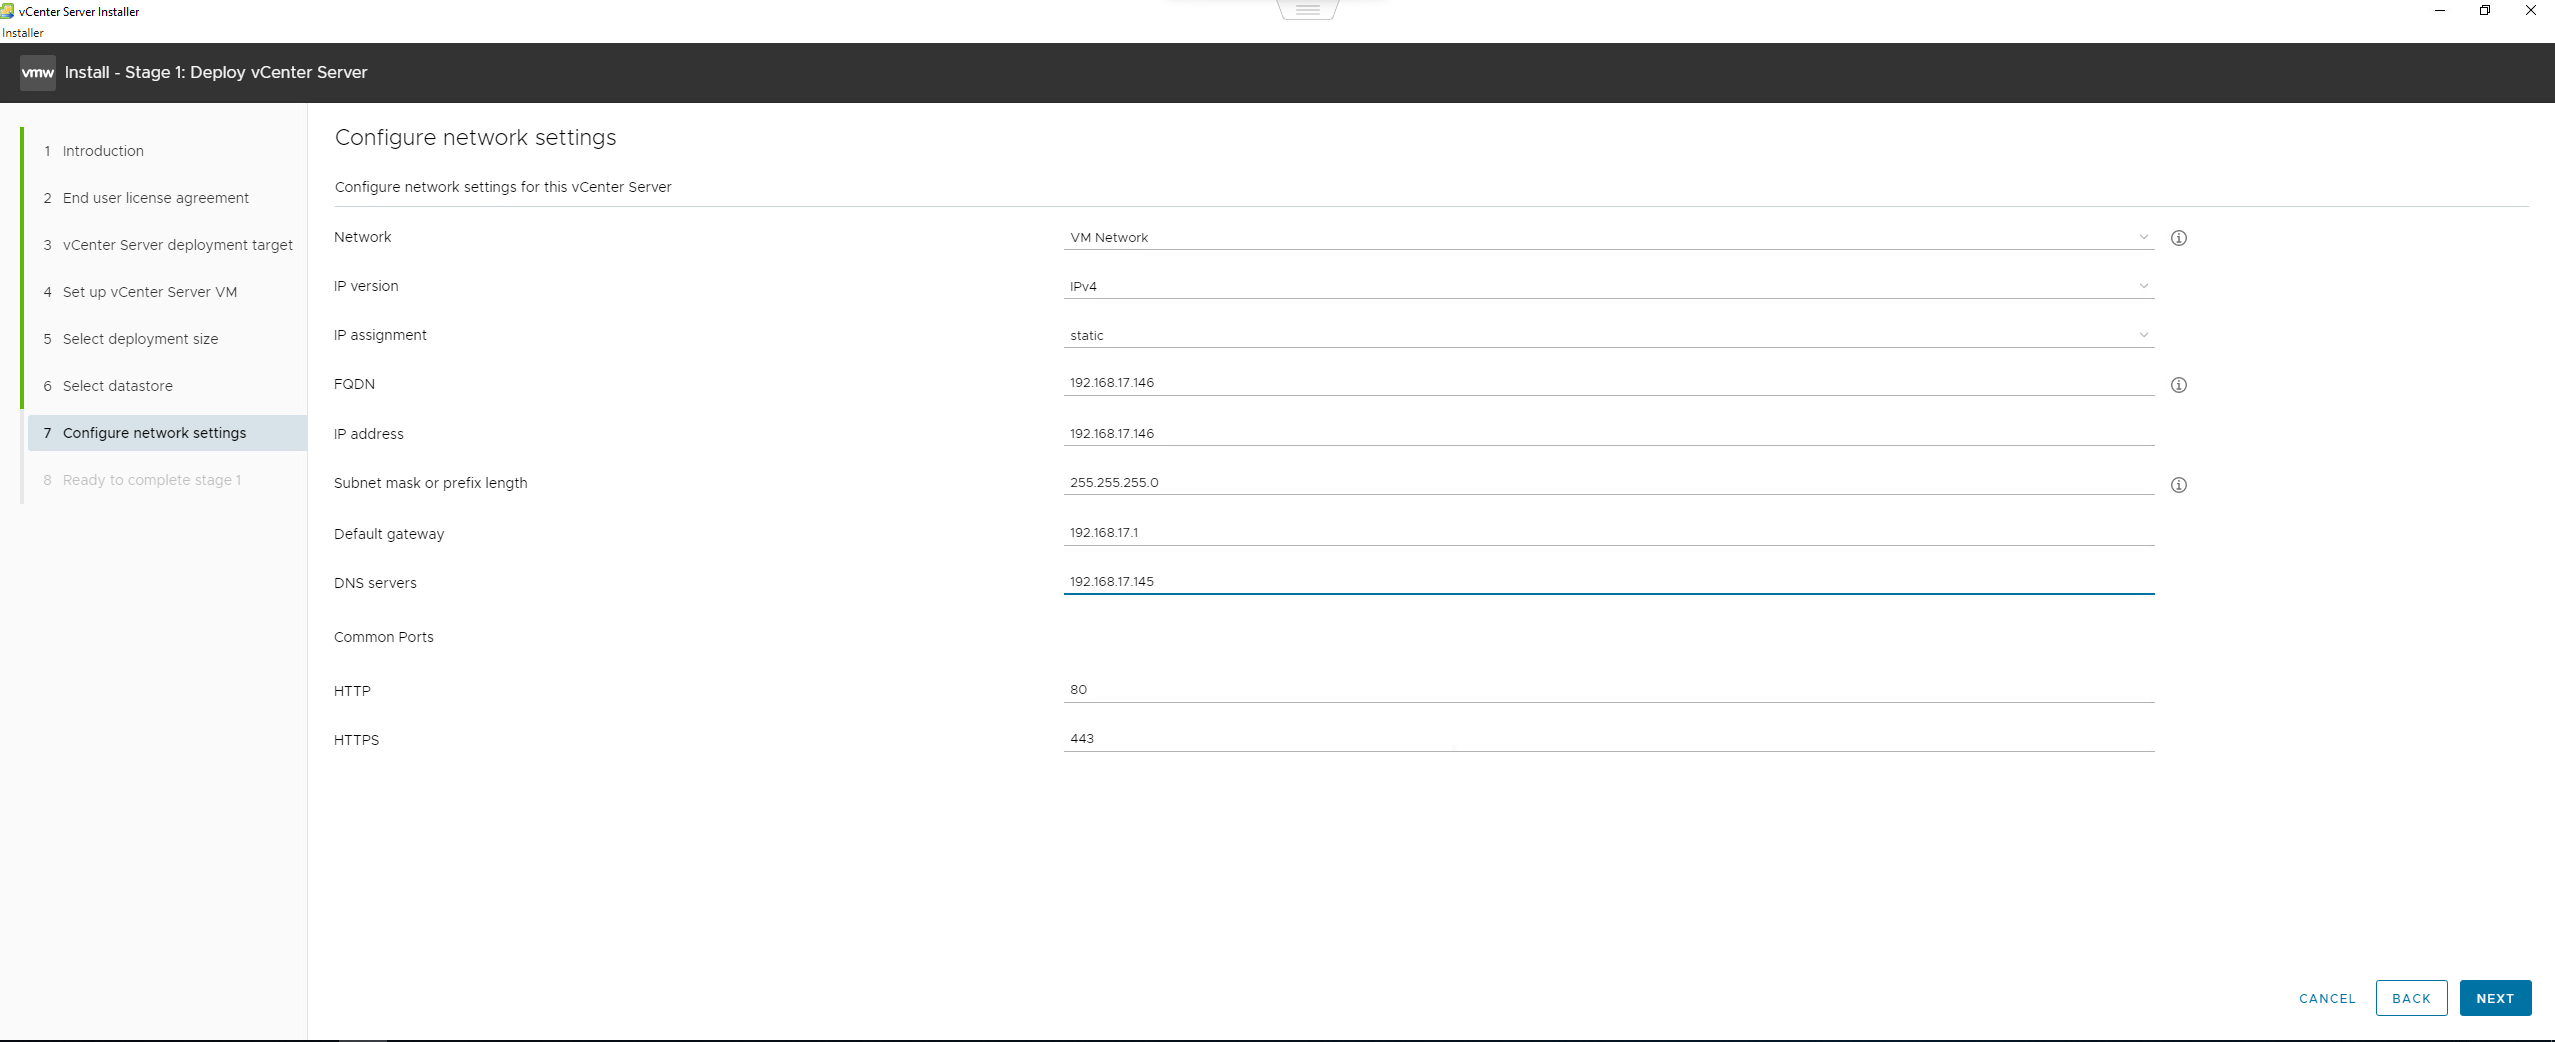 vCenter Server Installer
Installer
vmw Install - Stage 1: Deploy vCenter Server
1 Introduction
2 End user license agreement
3 vCenter Server deployment target
4 Set up vCenter Server VM
5 Select deployment size
6 Select datastore
7 Configure network settings
8 Ready to complete stage 1
Configure network settings
Configure network settings for this vCenter Server
Network VM Network
IP version IPv4
IP assignment static
FQDN 192.168.17.146
IP address 192.168.17.146
Subnet mask or prefix length 255.255.255.0
Default gateway 192.168.17.1
DNS servers 192.168.17.145
Common Ports
HTTP 80
HTTPS 443
CANCEL BACK NEXT